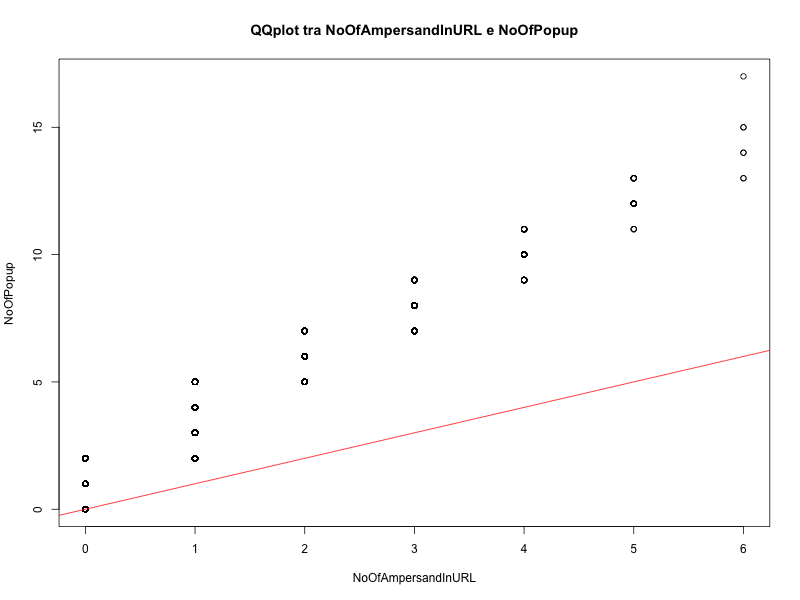 QQplot tra NoOfAmpersandInURL e NoOfPopup
15
10
5
0
NoOfPopup
0 1 2 3 4 5 6
NoOfAmpersandInURL